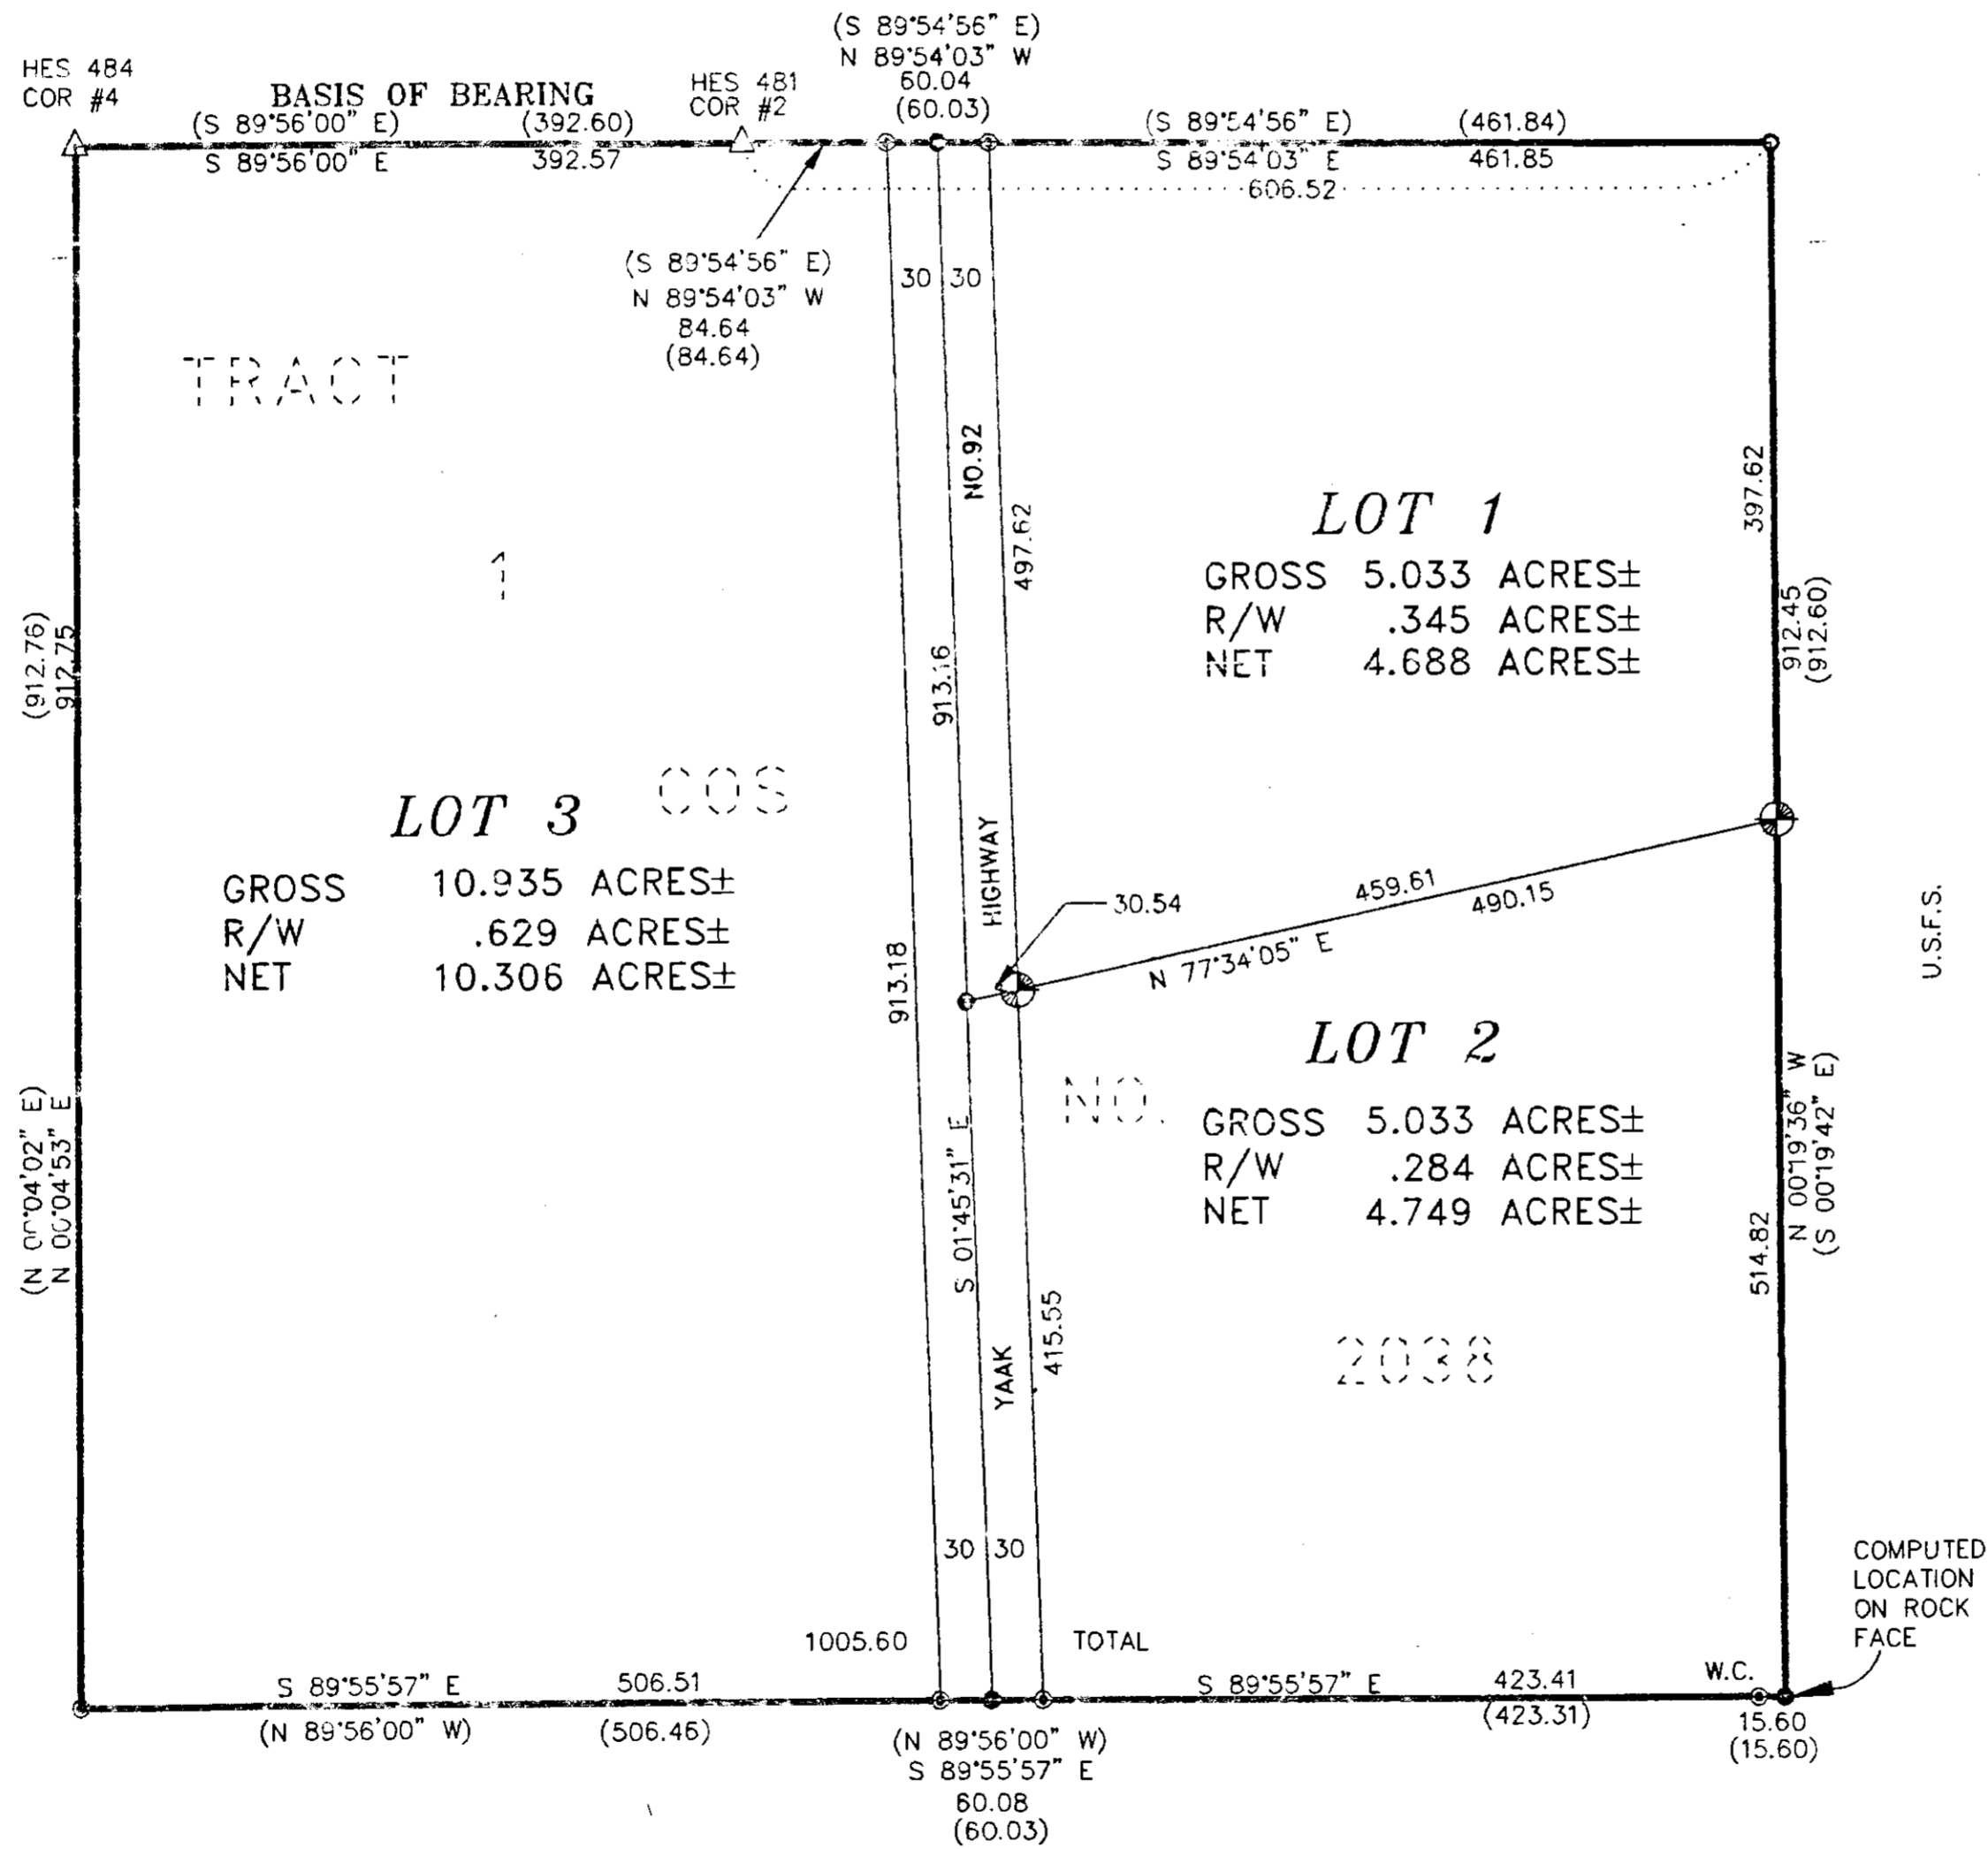 (S 89°54'56" E)
N 89°54'03" W
60.04
(60.03)
HES 484
COR #4
BASIS OF BEARING
(S 89°56'00" E) (392.60)
S 89°56'00" E 392.57
HES 481
COR #2
(S 89°54'56" E) (461.84)
S 89°54'03" E 461.85
606.52
(S 89°54'56" E)
N 89°54'03" W
84.64
(84.64)
30 30
TRACT
1
COS
NO.
2038
NO.92
HIGHWAY
YAAK
497.62
913.16
913.18
S 01°45'31" E
415.55
397.62
912.45
(912.60)
LOT 1
GROSS 5.033 ACRES±
R/W .345 ACRES±
NET 4.688 ACRES±
(912.76)
912.75
(N 00°04'02" E)
N 00°04'53" E
LOT 3
GROSS 10.935 ACRES±
R/W .629 ACRES±
NET 10.306 ACRES±
30.54
459.61
490.15
N 77°34'05" E
U.S.F.S.
LOT 2
GROSS 5.033 ACRES±
R/W .284 ACRES±
NET 4.749 ACRES±
514.82
N 00°19'36" W
(S 00°19'42" E)
30 30
COMPUTED
LOCATION
ON ROCK
FACE
1005.60 TOTAL
S 89°55'57" E 506.51
(N 89°56'00" W) (506.46)
(N 89°56'00" W)
S 89°55'57" E
60.08
(60.03)
S 89°55'57" E 423.41
(423.31)
W.C.
15.60
(15.60)